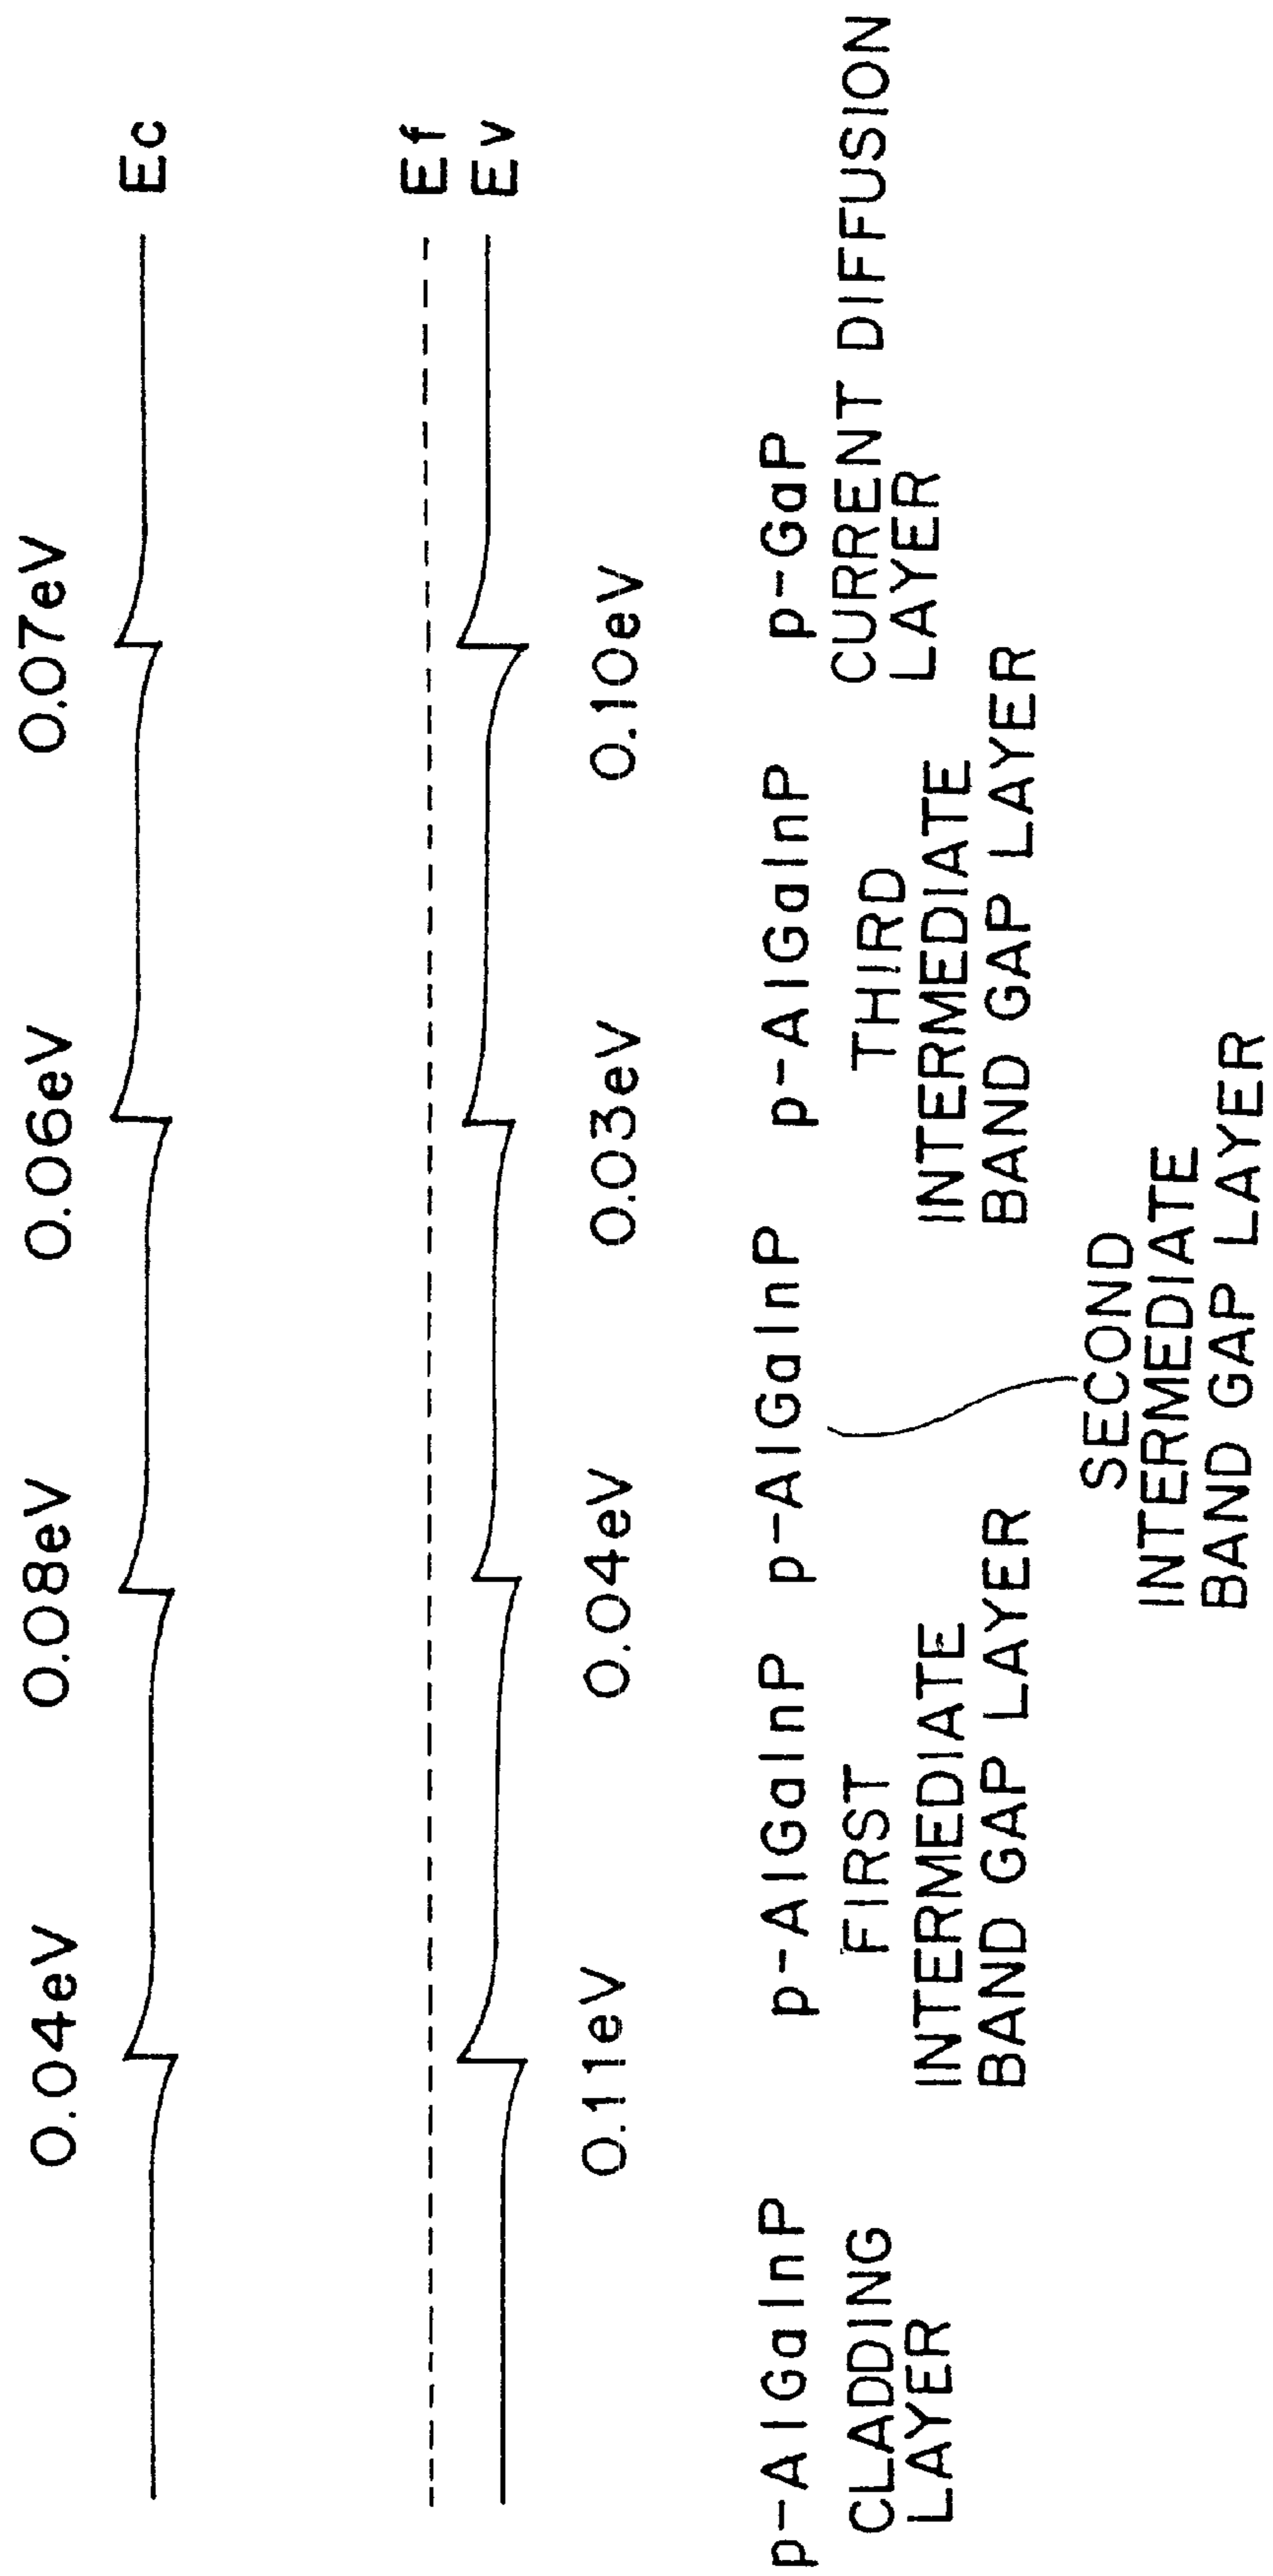 0.04eV
0.08eV
0.06eV
0.07eV
Ec
Ef
Ev
0.11eV
0.04eV
0.03eV
0.10eV
p-AlGaInP
CLADDING
LAYER
p-AlGaInP
FIRST
INTERMEDIATE
BAND GAP LAYER
p-AlGaInP
SECOND
INTERMEDIATE
BAND GAP LAYER
p-AlGaInP
THIRD
INTERMEDIATE
BAND GAP LAYER
p-GaP
CURRENT DIFFUSION
LAYER